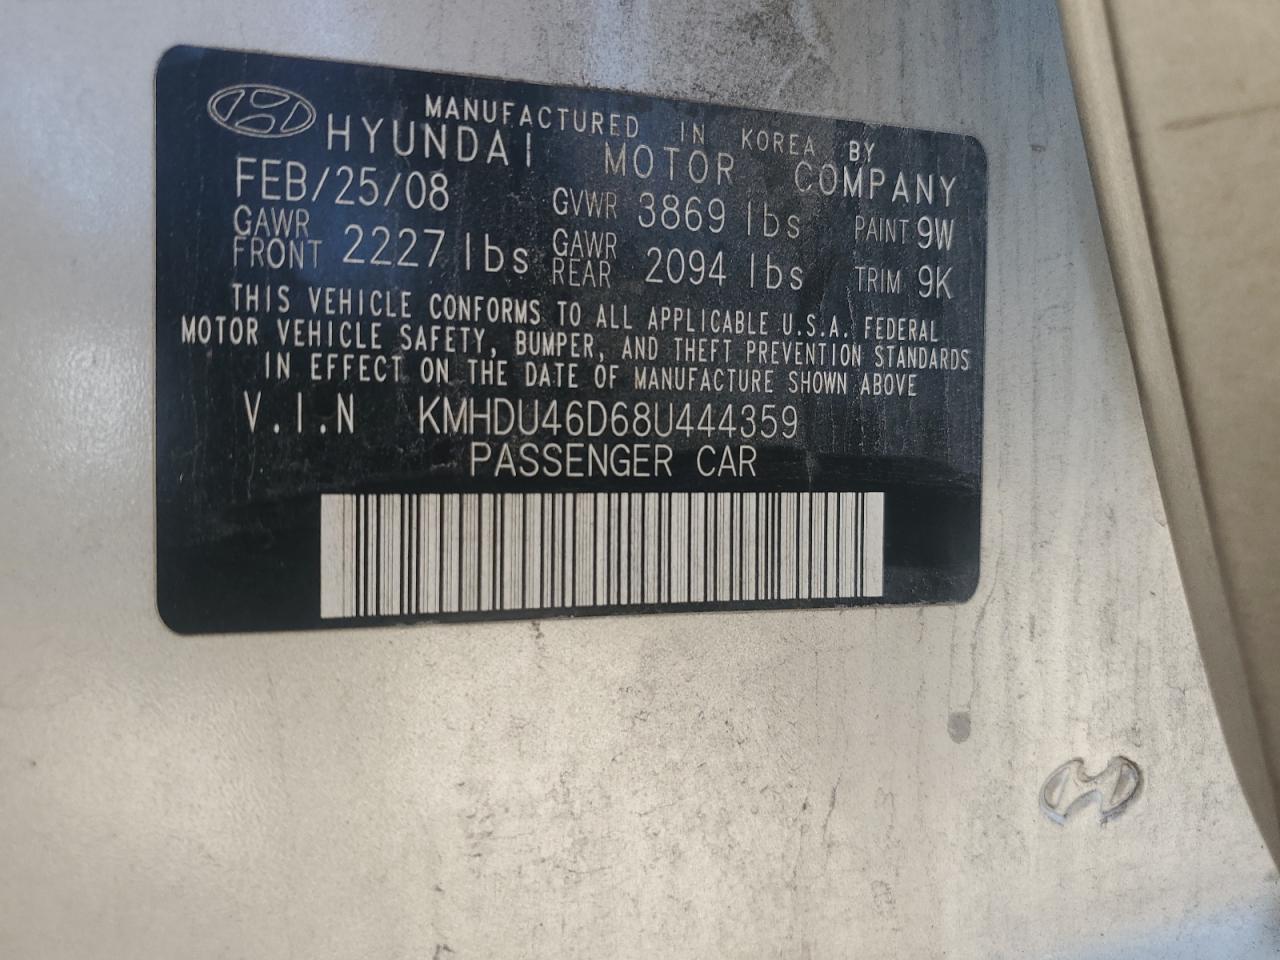 MANUFACTURED IN KOREA BY
HYUNDAI MOTOR COMPANY
FEB/25/08 GVWR 3869 lbs PAINT 9W
GAWR FRONT 2227 lbs GAWR REAR 2094 lbs TRIM 9K
THIS VEHICLE CONFORMS TO ALL APPLICABLE U.S.A. FEDERAL
MOTOR VEHICLE SAFETY, BUMPER, AND THEFT PREVENTION STANDARDS
IN EFFECT ON THE DATE OF MANUFACTURE SHOWN ABOVE
V.I.N KMHDU46D68U444359
PASSENGER CAR